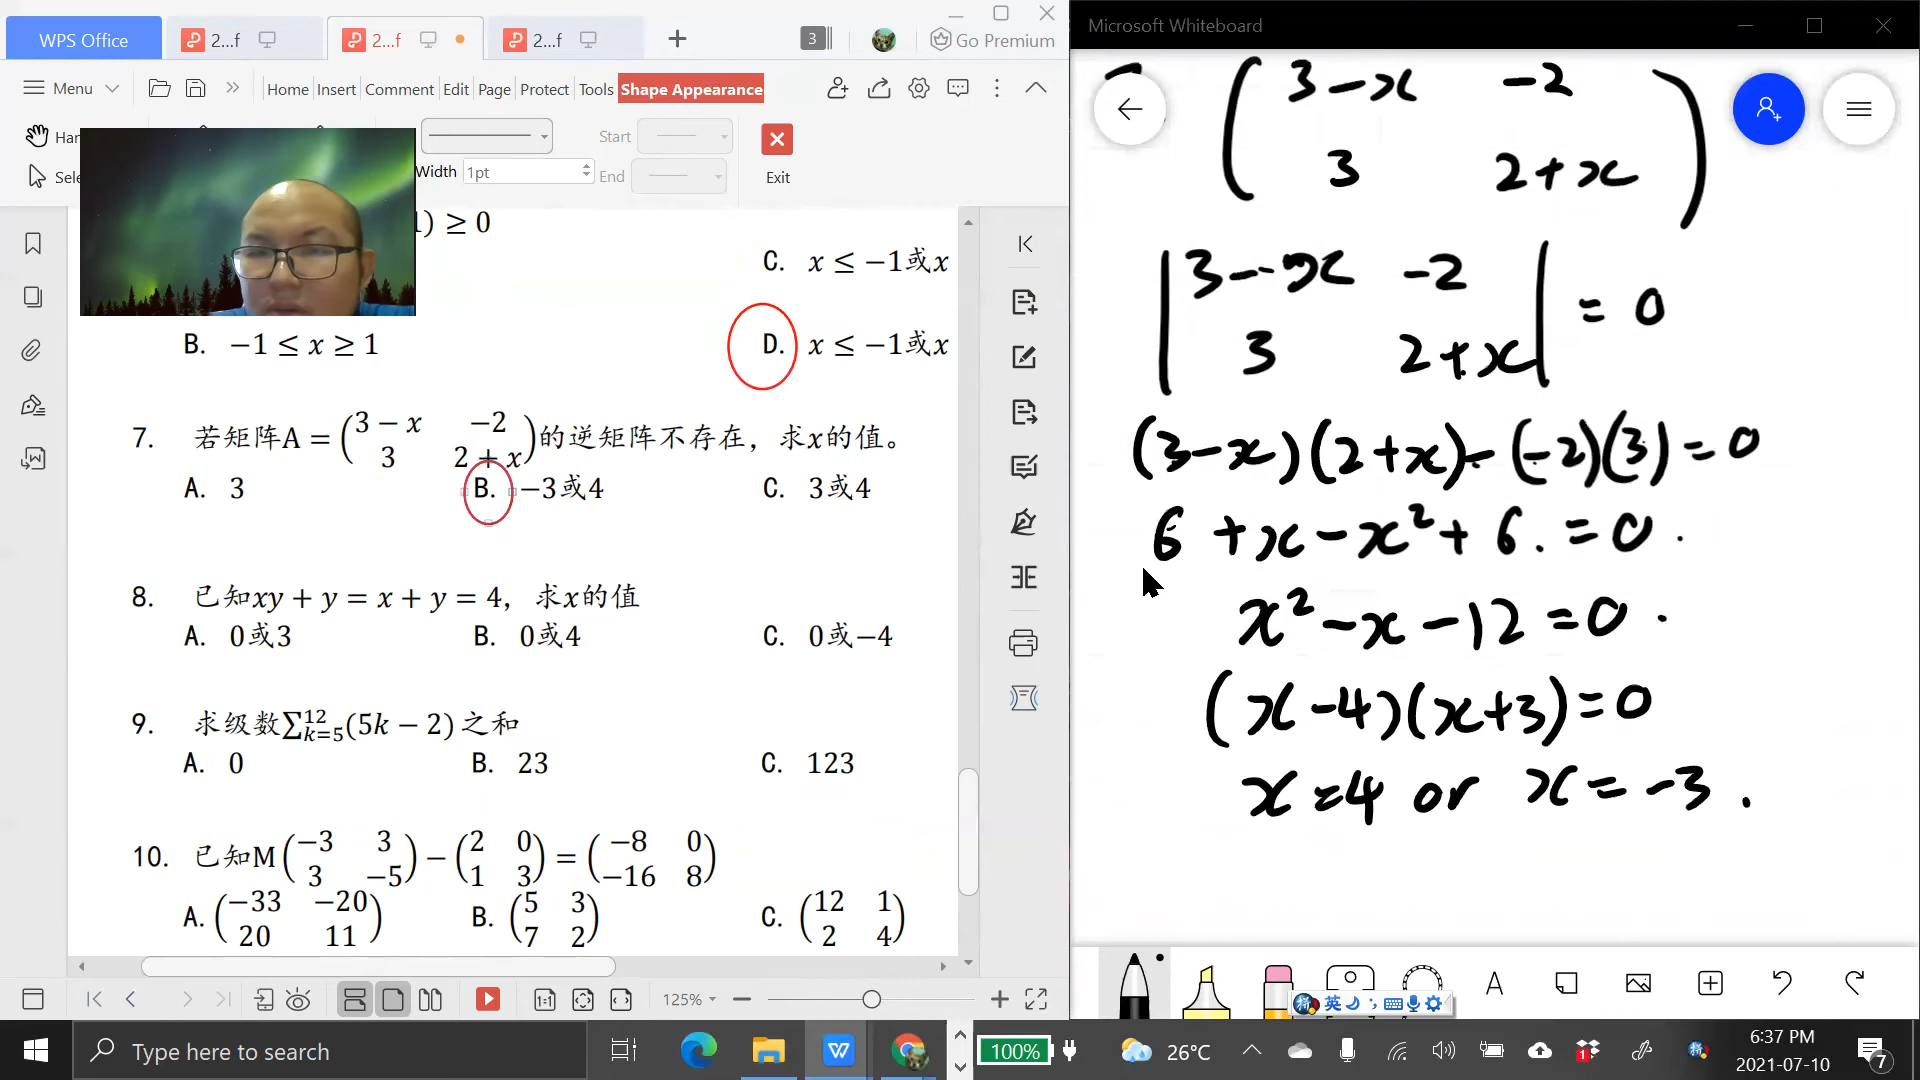 WPS Office
2...f
2...f
2...f
3
Go Premium
Microsoft Whiteboard
Menu
Home Insert Comment Edit Page Protect Tools Shape Appearance
Han
Sele
Width 1pt
Start
End
Exit
1) ≥ 0
C. x ≤ −1或x
B. −1 ≤ x ≥ 1
D. x ≤ −1或x
7. 若矩阵A = (3 − x −2
3 2 + x)的逆矩阵不存在，求x的值。
A. 3 B. −3或4 C. 3或4
8. 已知xy + y = x + y = 4，求x的值
A. 0或3 B. 0或4 C. 0或−4
9. 求级数∑_{k=5}^{12}(5k − 2)之和
A. 0 B. 23 C. 123
10. 已知M(−3 3
3 −5) − (2 0
1 3) = (−8 0
−16 8)
A. (−33 −20
20 11) B. (5 3
7 2) C. (12 1
2 4)
125%
(3-x -2
3 2+x)
|3-x -2
3 2+x| = 0
(3-x)(2+x)-(-2)(3)=0
6 +x-x²+6.=0.
x²-x-12=0.
(x-4)(x+3)=0
x=4 or x=-3.
英
Type here to search
100%
26°C
1
6:37 PM
2021-07-10
7